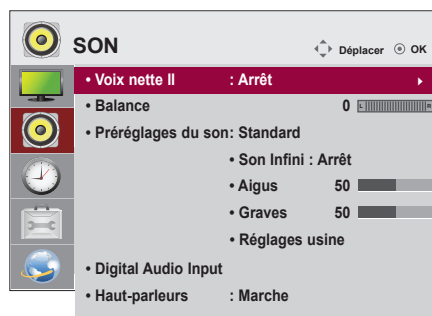 SON
Déplacer OK
• Voix nette II : Arrêt
• Balance 0 L R
• Préréglages du son: Standard
• Son Infini : Arrêt
• Aigus 50
• Graves 50
• Réglages usine
• Digital Audio Input
• Haut-parleurs : Marche